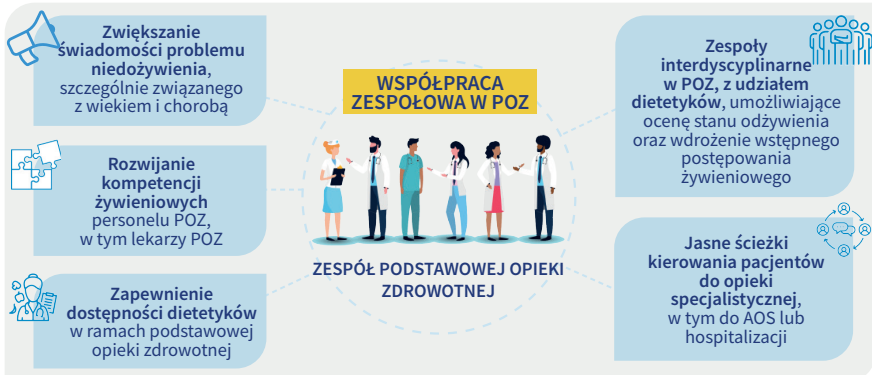 Zwiększanie
świadomości problemu
niedożywienia,
szczególnie związanego
z wiekiem i chorobą
Rozwijanie
kompetencji
żywieniowych
personelu POZ,
w tym lekarzy POZ
Zapewnienie
dostępności dietetyków
w ramach podstawowej
opieki zdrowotnej
WSPÓŁPRACA
ZESPOŁOWA W POZ
ZESPÓŁ PODSTAWOWEJ OPIEKI
ZDROWOTNEJ
Zespoły
interdyscyplinarne
w POZ, z udziałem
dietetyków, umożliwiające
ocenę stanu odżywienia
oraz wdrożenie wstępnego
postępowania
żywieniowego
Jasne ścieżki
kierowania pacjentów
do opieki
specjalistycznej,
w tym do AOS lub
hospitalizacji